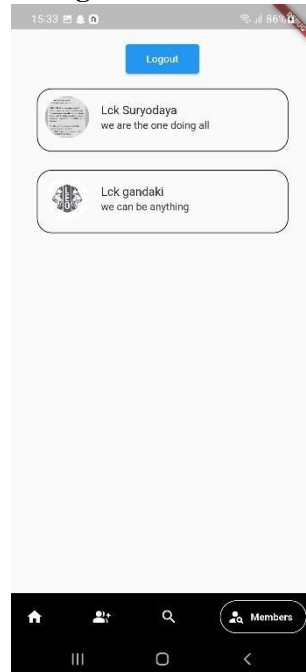 15:33
86%
Logout
Lck Suryodaya
we are the one doing all
LEO
Lck gandaki
we can be anything
Members